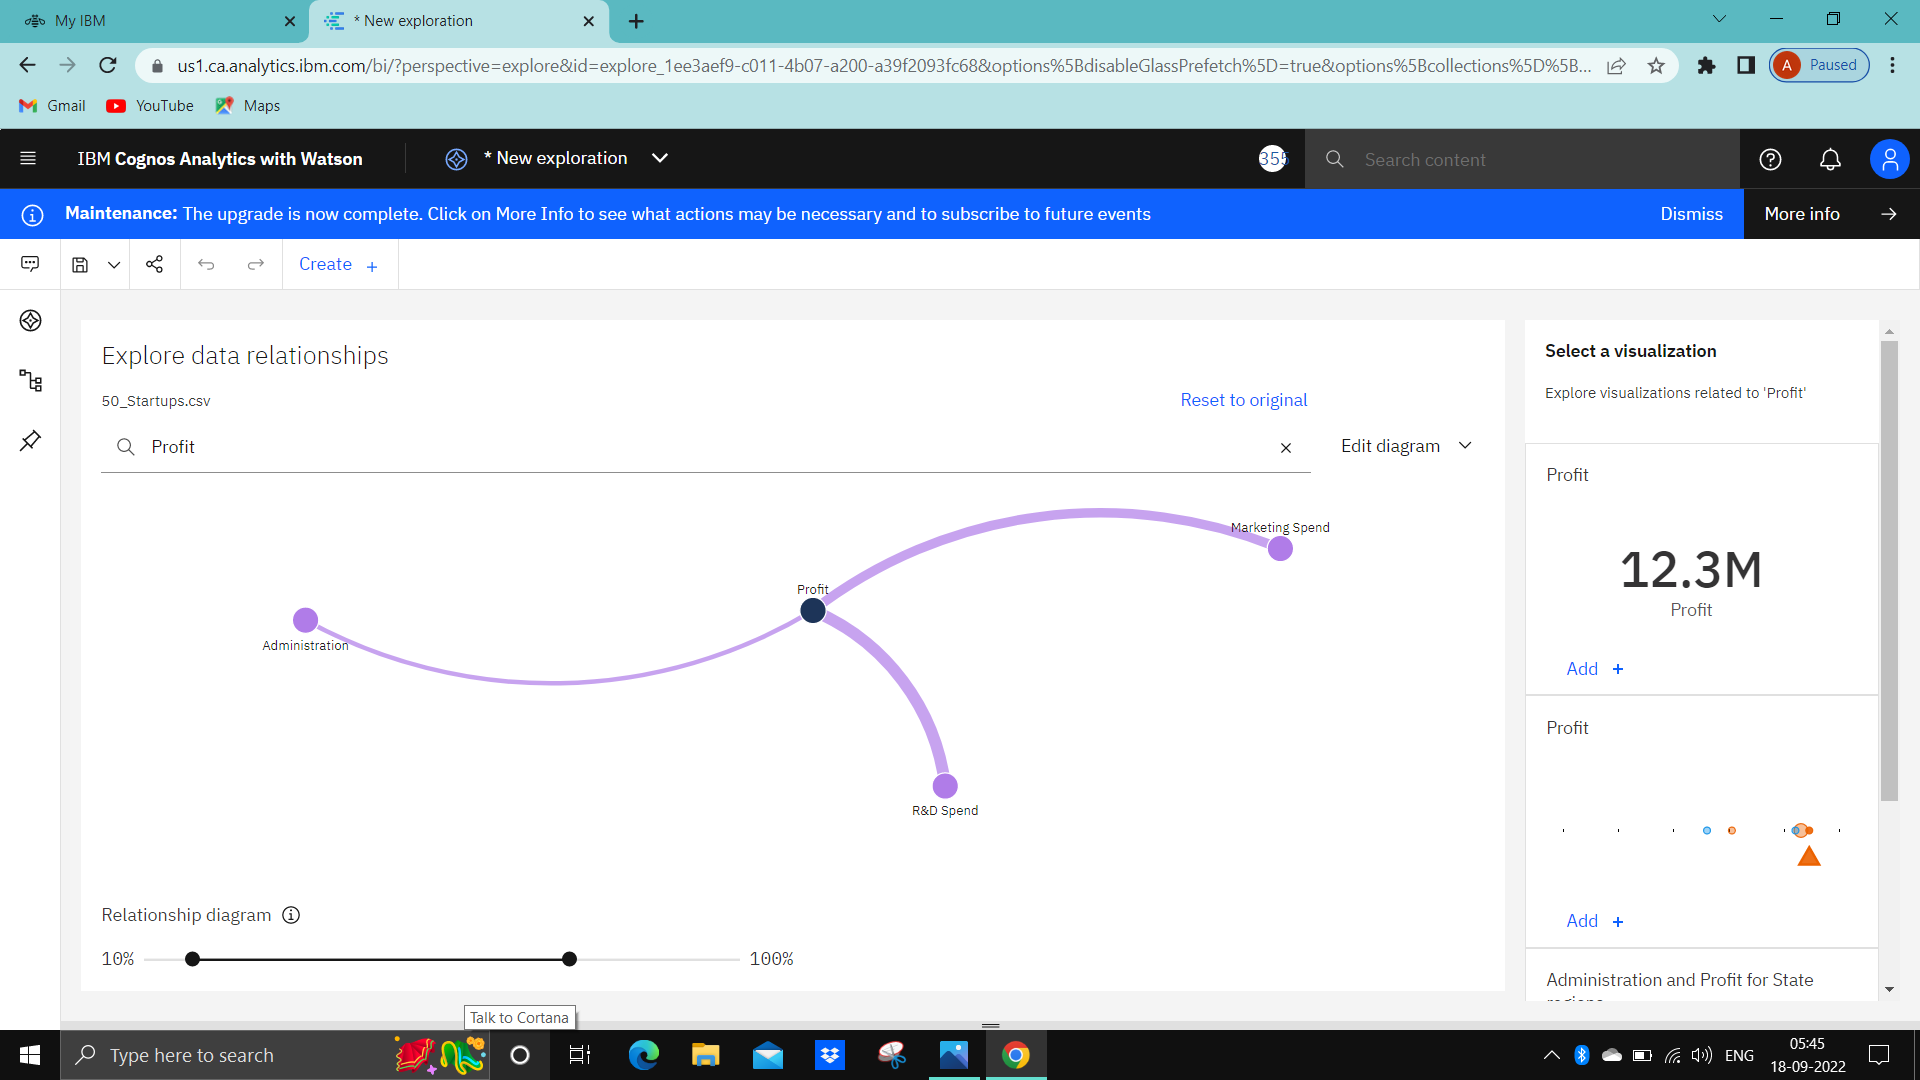 My IBM
* New exploration
us1.ca.analytics.ibm.com/bi/?perspective=explore&id=explore_1ee3aef9-c011-4b07-a200-a39f2093fc68&options%5BdisableGlassPrefetch%5D=true&options%5Bcollections%5D%5B...
A Paused
Gmail YouTube Maps
IBM Cognos Analytics with Watson
* New exploration
355
Search content
Maintenance: The upgrade is now complete. Click on More Info to see what actions may be necessary and to subscribe to future events
Dismiss
More info
Create +
Explore data relationships
50_Startups.csv
Reset to original
Profit
Edit diagram
Marketing Spend
Profit
Administration
R&D Spend
Relationship diagram
10%
100%
Select a visualization
Explore visualizations related to 'Profit'
Profit
12.3M
Profit
Add +
Profit
Add +
Administration and Profit for State
regions
Talk to Cortana
Type here to search
ENG
05:45
18-09-2022